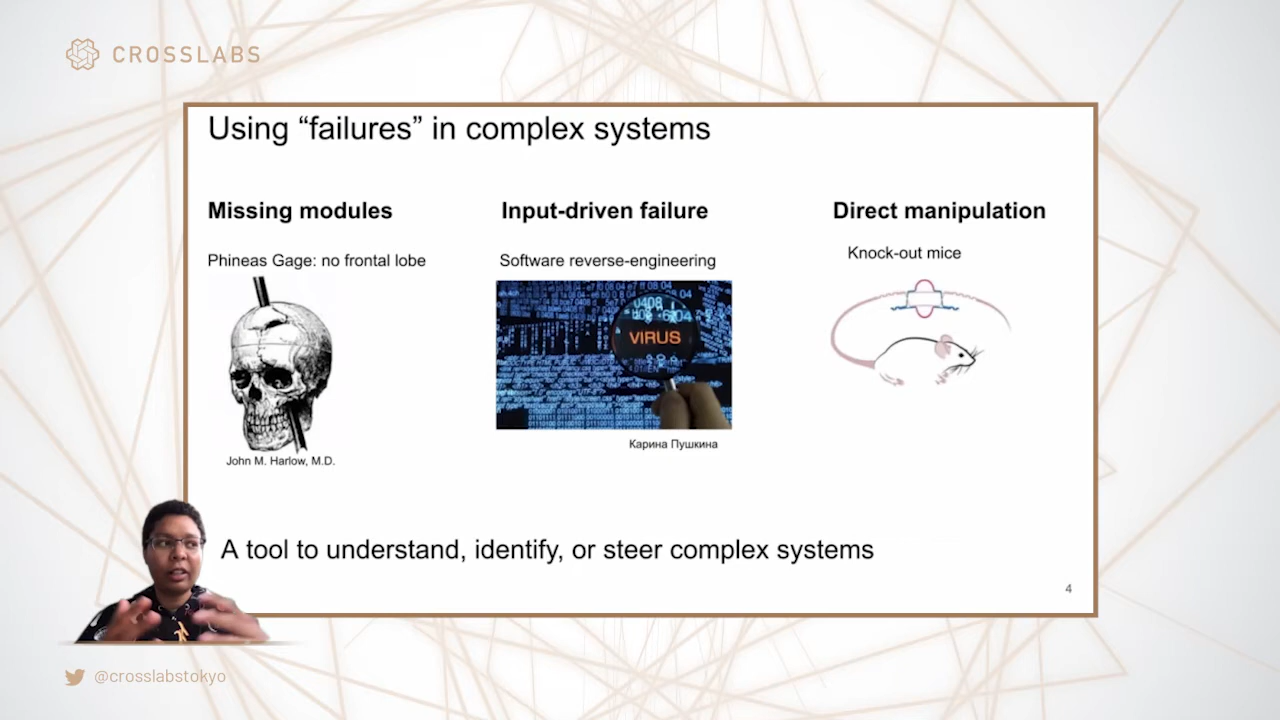 CROSSLABS
Using “failures” in complex systems
Missing modules
Phineas Gage: no frontal lobe
John M. Harlow, M.D.
Input-driven failure
Software reverse-engineering
0408
VIRUS
Карина Пушкина
Direct manipulation
Knock-out mice
A tool to understand, identify, or steer complex systems
4
@crosslabstokyo